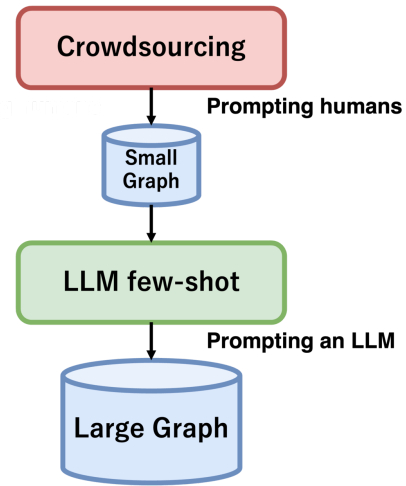 Crowdsourcing
Prompting humans
Small
Graph
LLM few-shot
Prompting an LLM
Large Graph